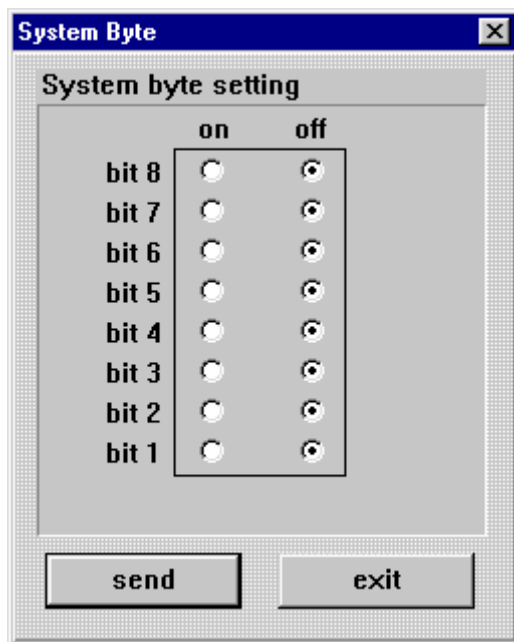 System Byte
System byte setting
on off
bit 8
bit 7
bit 6
bit 5
bit 4
bit 3
bit 2
bit 1
send exit